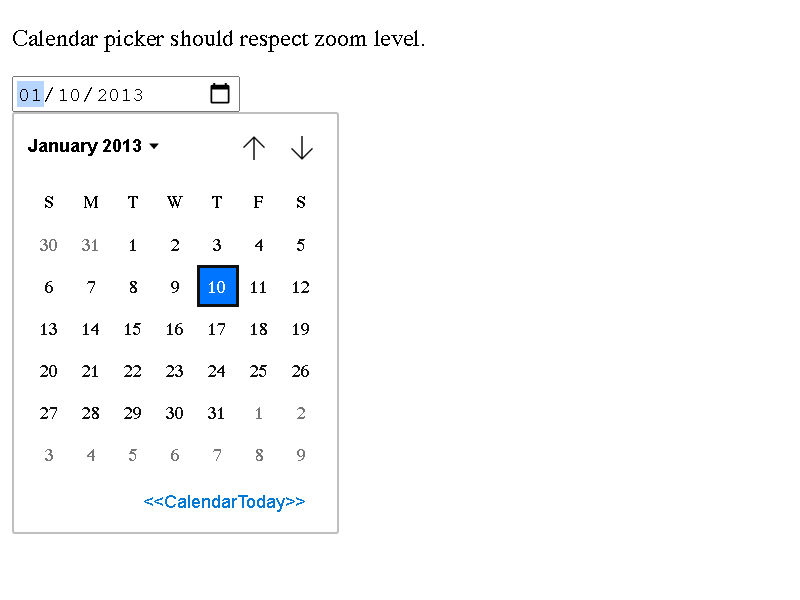 Calendar picker should respect zoom level.
01/10/2013
January 2013
S M T W T F S
30 31 1 2 3 4 5
6 7 8 9 10 11 12
13 14 15 16 17 18 19
20 21 22 23 24 25 26
27 28 29 30 31 1 2
3 4 5 6 7 8 9
<<CalendarToday>>